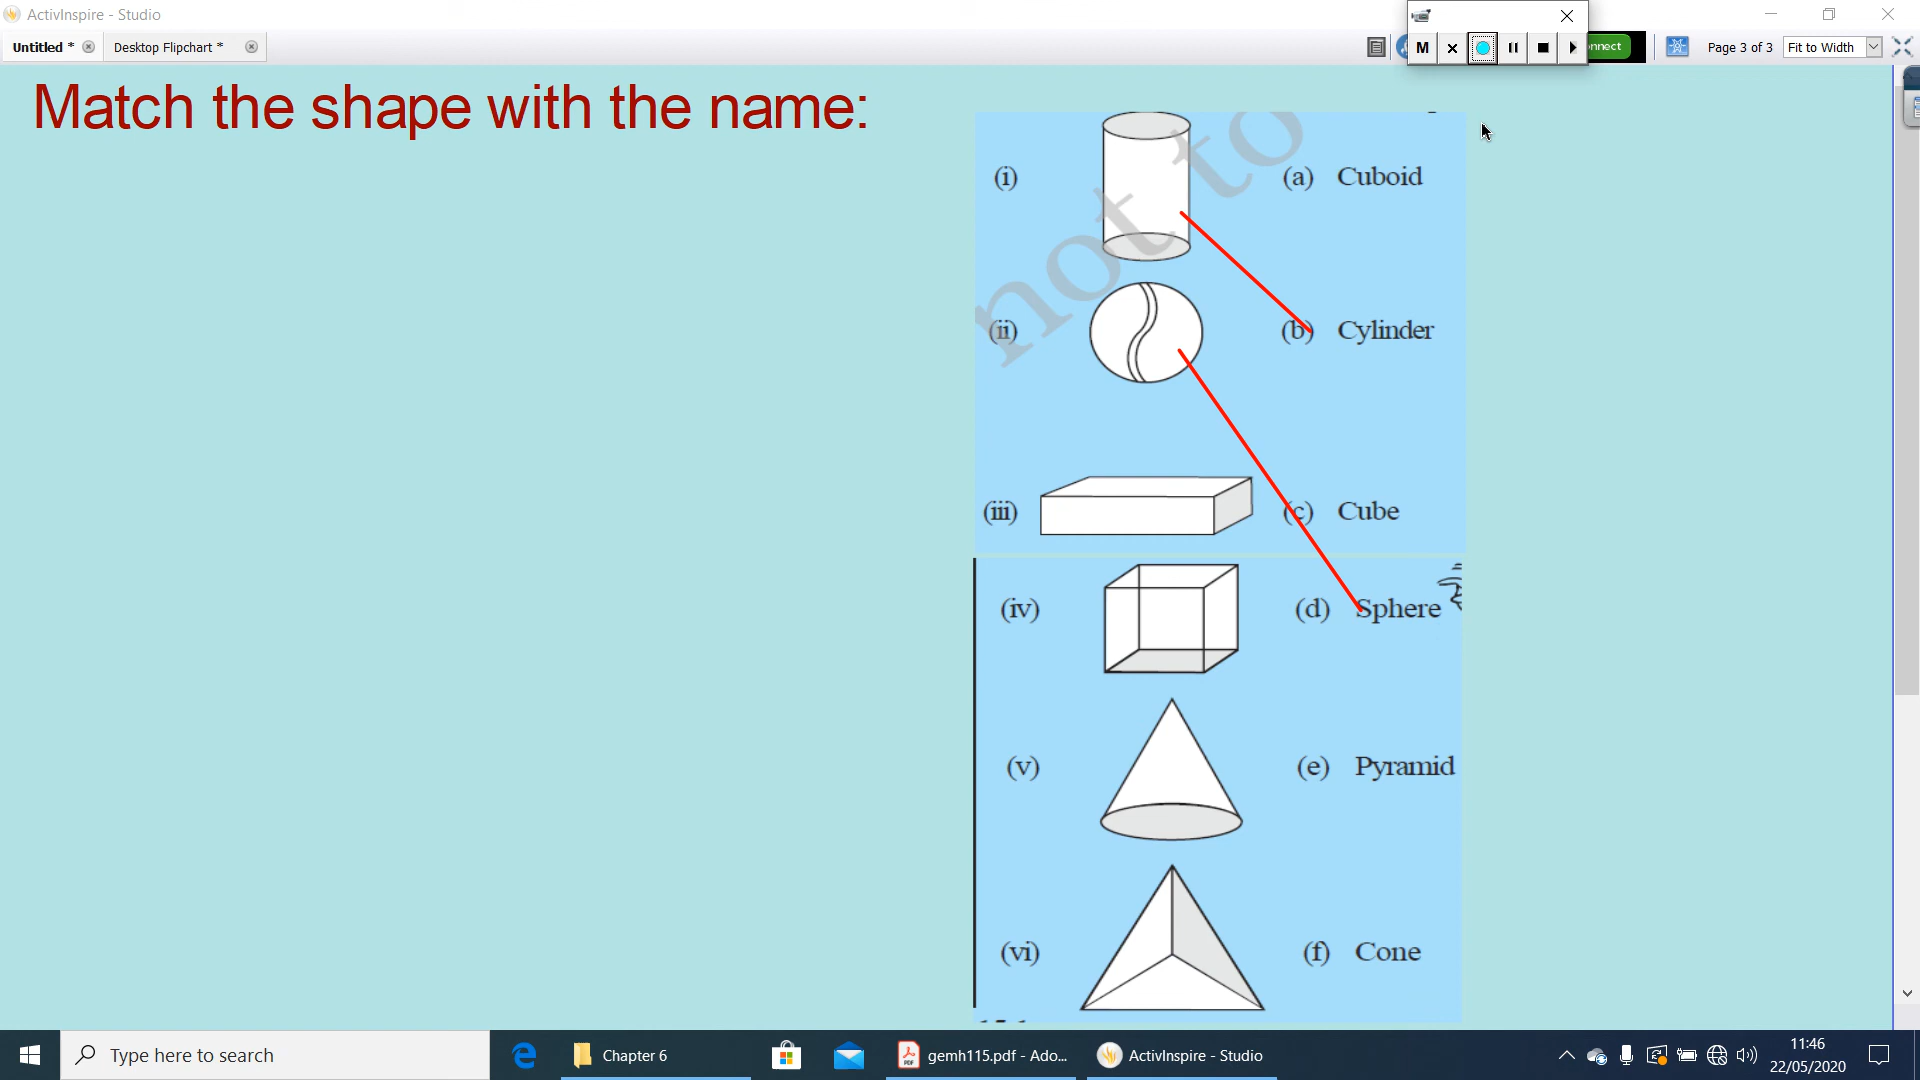 ActivInspire - Studio
Untitled *
Desktop Flipchart *
M
nnect
Page 3 of 3
Fit to Width
Match the shape with the name:
not to
(i) (a) Cuboid
(ii) (b) Cylinder
(iii) (c) Cube
(iv) (d) Sphere
(v) (e) Pyramid
(vi) (f) Cone
Type here to search
Chapter 6
gemh115.pdf - Ado...
ActivInspire - Studio
11:46
22/05/2020